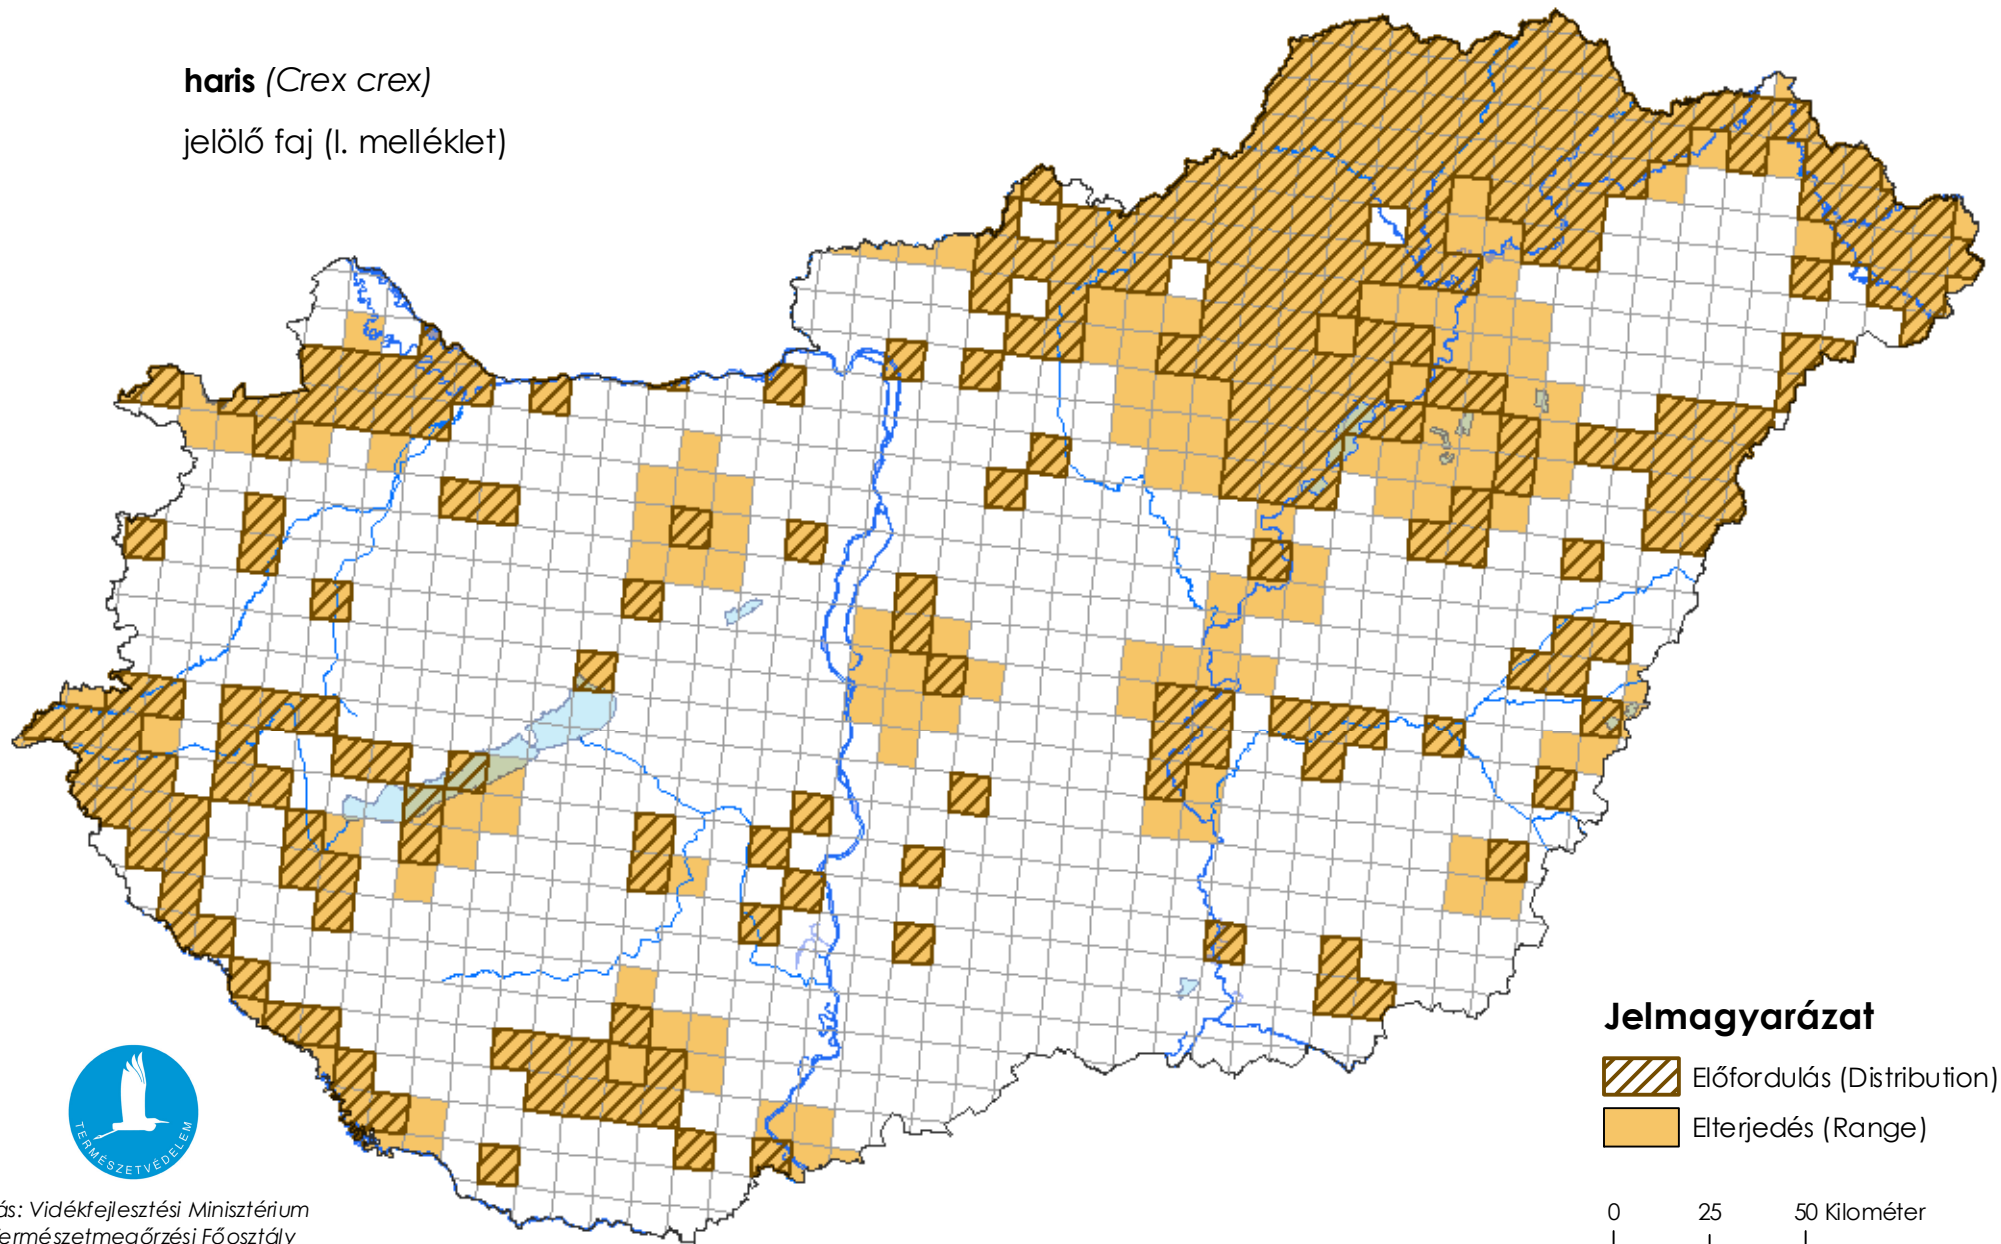 haris (Crex crex)
jelölő faj (I. melléklet)
Jelmagyarázat
Előfordulás (Distribution)
Elterjedés (Range)
0 25 50 Kilométer
TERMÉSZETVÉDELEM
ás: Vidékfejlesztési Minisztérium
Természetmegőrzési Főosztály